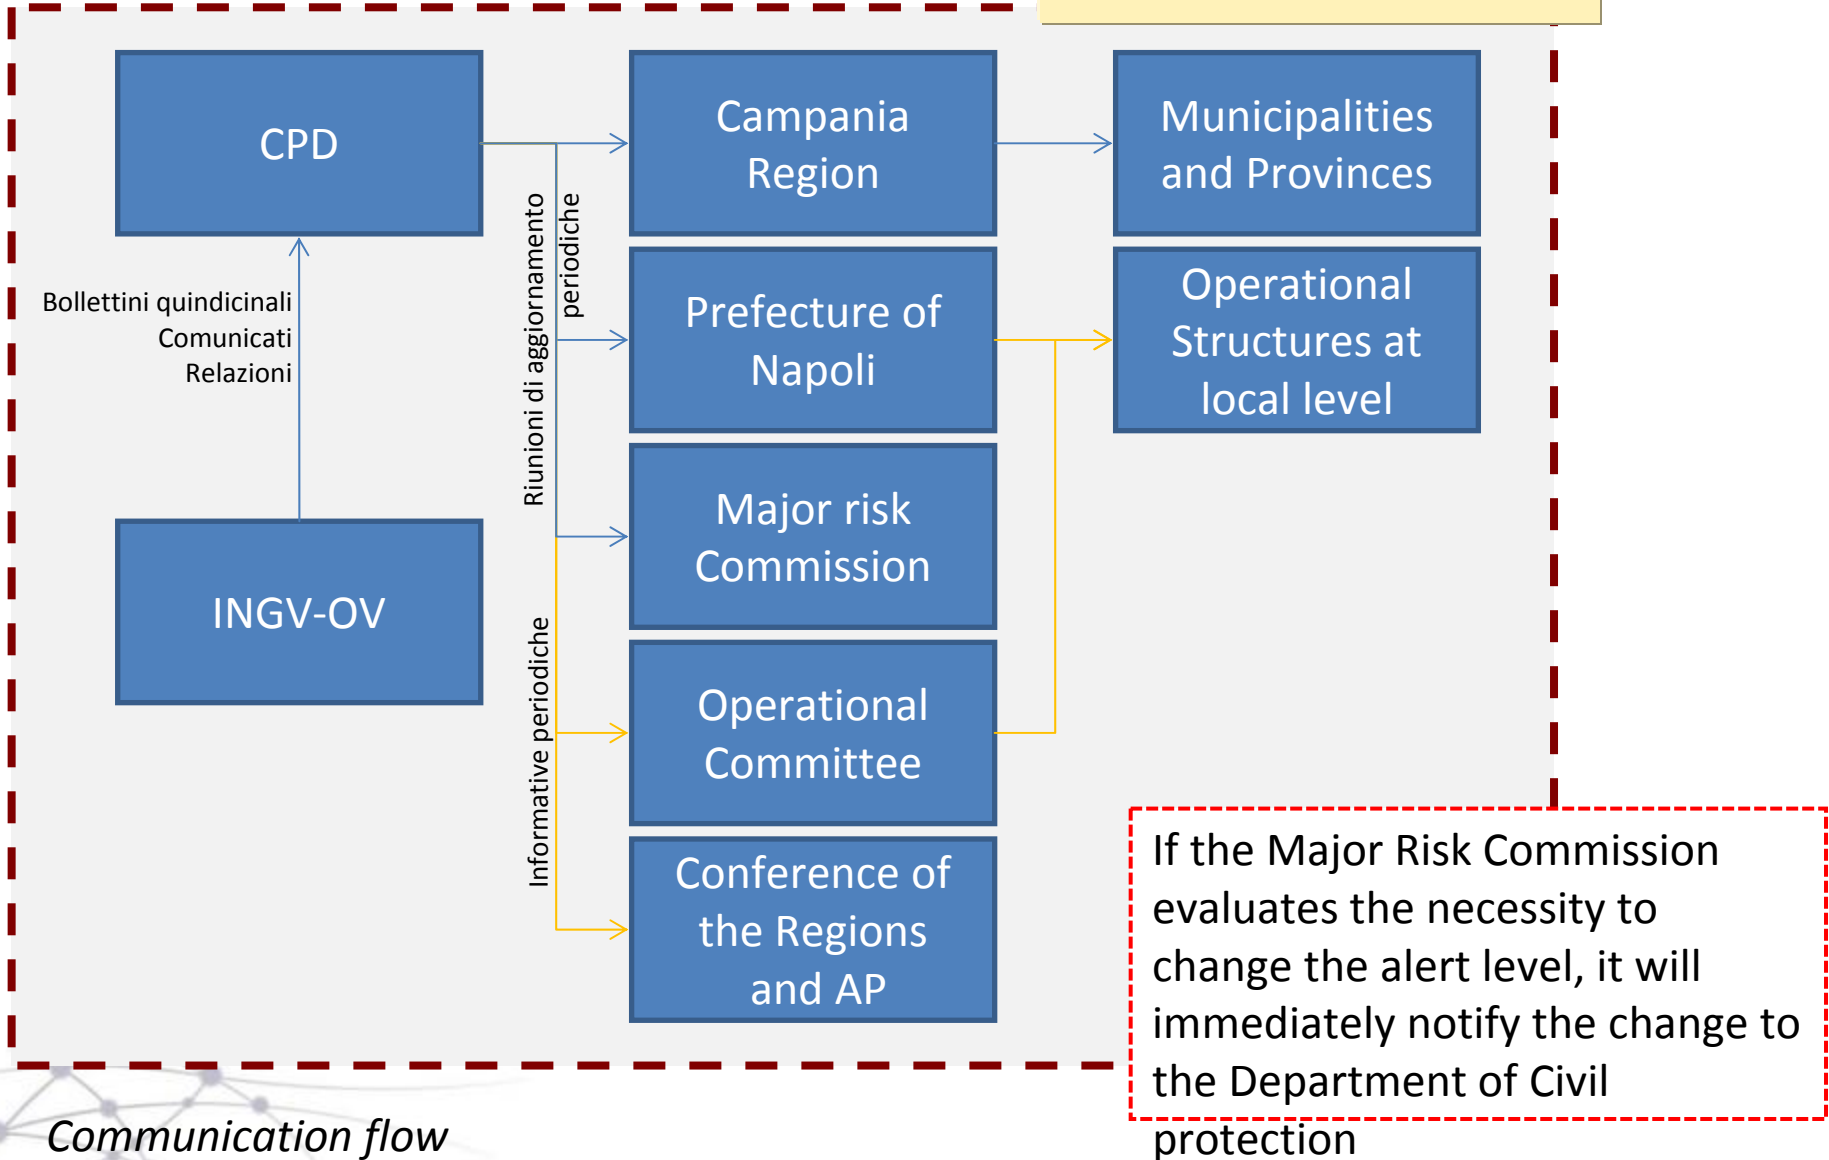 CPD
Campania
Region
Municipalities
and Provinces
Riunioni di aggiornamento
periodiche
Bollettini quindicinali
Comunicati
Relazioni
Prefecture of
Napoli
Operational
Structures at
local level
Major risk
Commission
INGV-OV
Informative periodiche
Operational
Committee
Conference of
the Regions
and AP
If the Major Risk Commission
evaluates the necessity to
change the alert level, it will
immediately notify the change to
the Department of Civil
protection
Communication flow